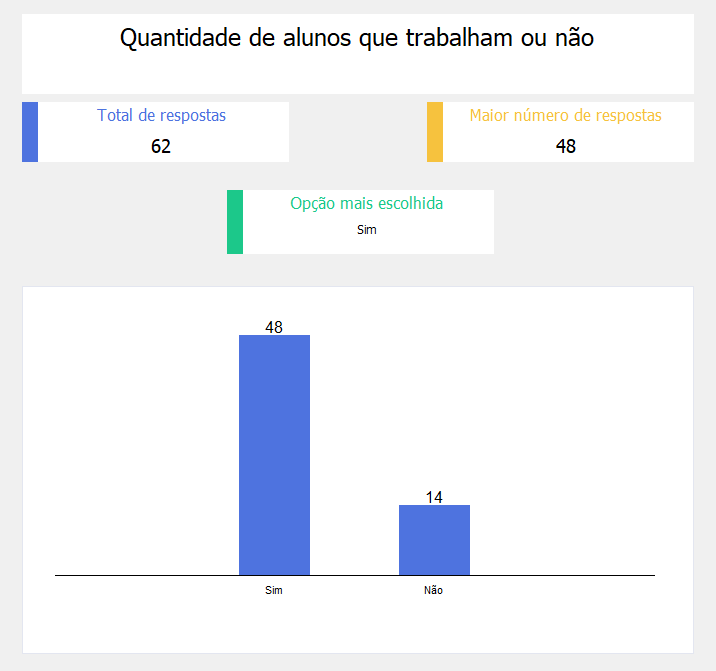 Quantidade de alunos que trabalham ou não
Total de respostas
62
Maior número de respostas
48
Opção mais escolhida
Sim
48
14
Sim
Não